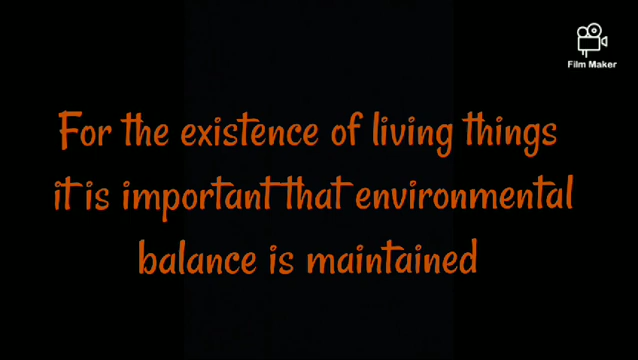 Film Maker
For the existence of living things
it is important that environmental
balance is maintained